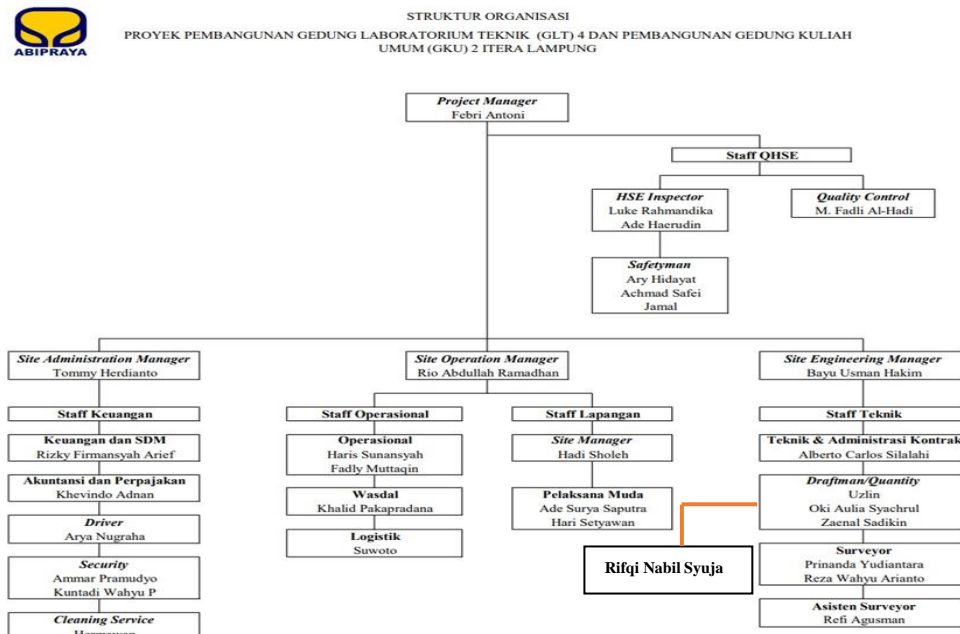 ABIPRAYA
STRUKTUR ORGANISASI
PROYEK PEMBANGUNAN GEDUNG LABORATORIUM TEKNIK (GLT) 4 DAN PEMBANGUNAN GEDUNG KULIAH
UMUM (GKU) 2 ITERA LAMPUNG
Project Manager
Febri Antoni
Staff QHSE
HSE Inspector
Luke Rahmandika
Ade Haerudin
Quality Control
M. Fadli Al-Hadi
Safetyman
Ary Hidayat
Achmad Safei
Jamal
Site Administration Manager
Tommy Herdianto
Staff Keuangan
Keuangan dan SDM
Rizky Firmansyah Arief
Akuntansi dan Perpajakan
Khevindo Adnan
Driver
Arya Nugraha
Security
Ammar Pramudyo
Kuntadi Wahyu P
Cleaning Service
Site Operation Manager
Rio Abdullah Ramadhan
Staff Operasional
Operasional
Haris Sunansyah
Fadly Muttaqin
Wasdal
Khalid Pakapradana
Logistik
Suwoto
Staff Lapangan
Site Manager
Hadi Sholeh
Pelaksana Muda
Ade Surya Saputra
Hari Setyawan
Rifqi Nabil Syuja
Site Engineering Manager
Bayu Usman Hakim
Staff Teknik
Teknik & Administrasi Kontrak
Alberto Carlos Silalahi
Draftman/Quantity
Uzlin
Oki Aulia Syachrul
Zaenal Sadikin
Surveyor
Prinanda Yudiantara
Reza Wahyu Arianto
Asisten Surveyor
Refi Agusman